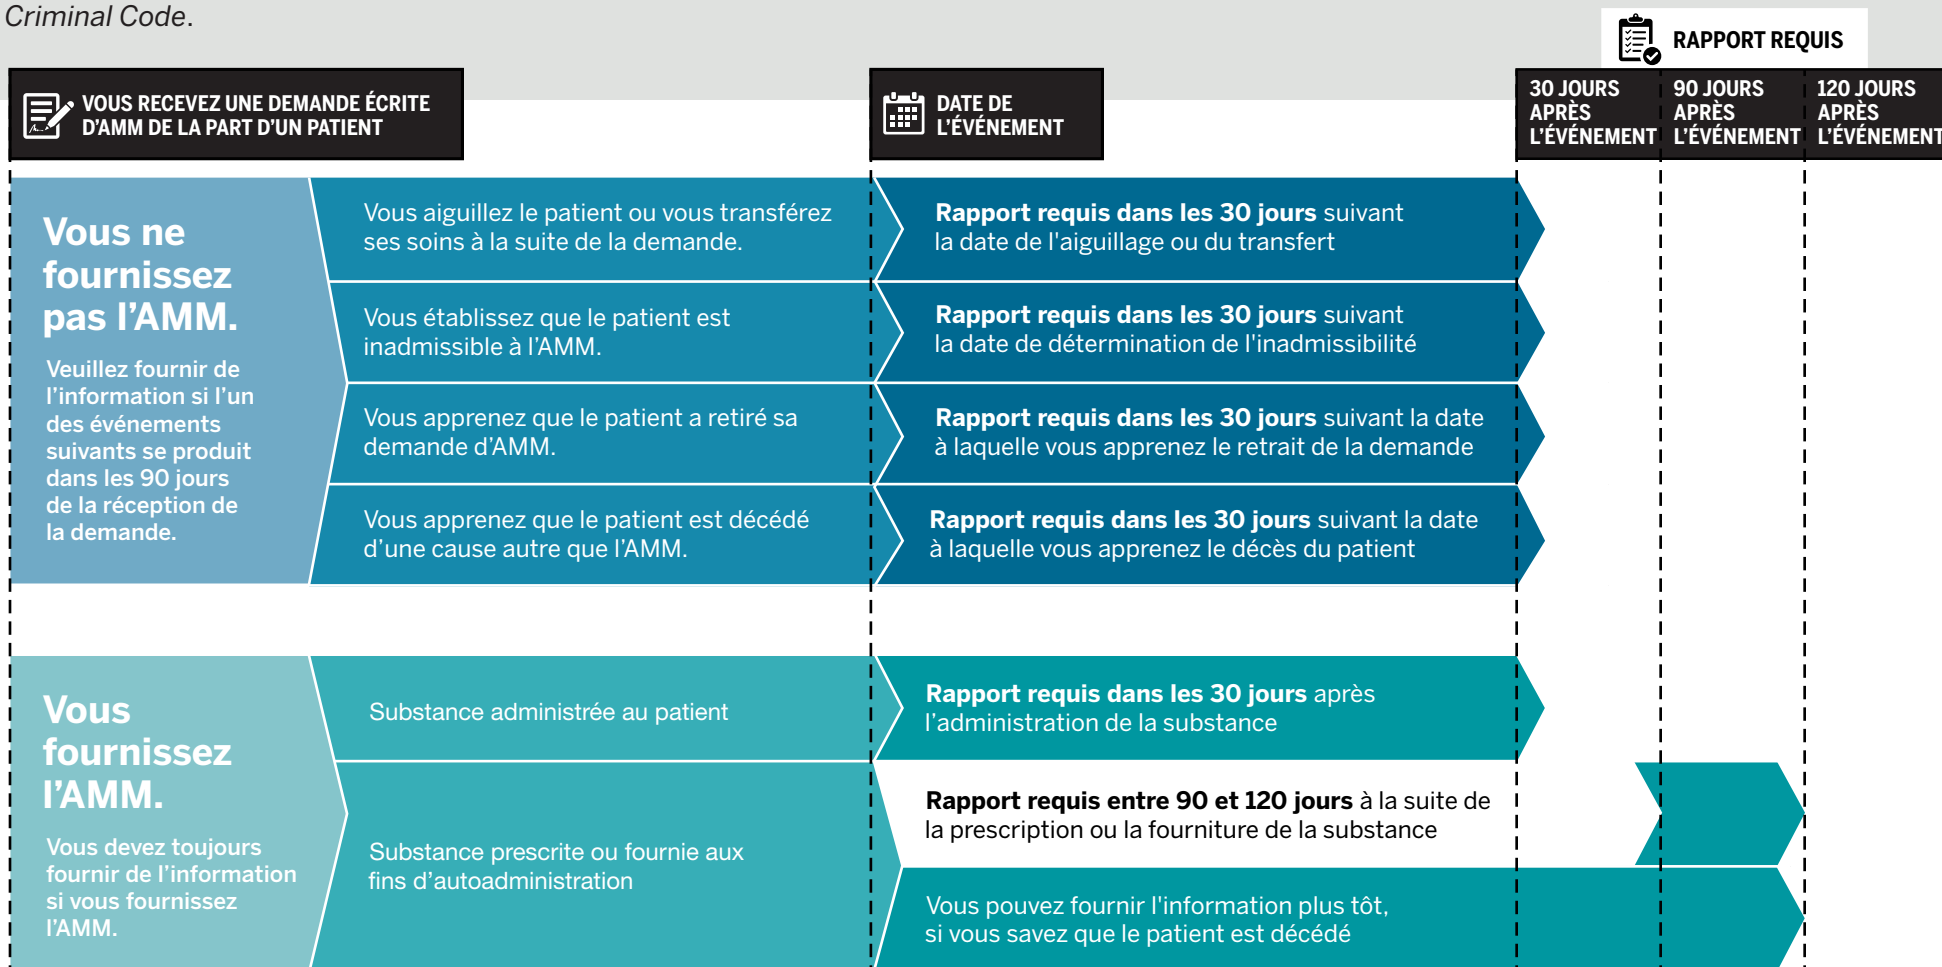 Criminal Code.
RAPPORT REQUIS
VOUS RECEVEZ UNE DEMANDE ÉCRITE
D'AMM DE LA PART D'UN PATIENT
DATE DE
L'ÉVÉNEMENT
30 JOURS
APRÈS
L'ÉVÉNEMENT
90 JOURS
APRÈS
L'ÉVÉNEMENT
120 JOURS
APRÈS
L'ÉVÉNEMENT
Vous ne
fournissez
pas l'AMM.
Veuillez fournir de
l'information si l'un
des événements
suivants se produit
dans les 90 jours
de la réception de
la demande.
Vous aiguillez le patient ou vous transférez
ses soins à la suite de la demande.
Rapport requis dans les 30 jours suivant
la date de l'aiguillage ou du transfert
Vous établissez que le patient est
inadmissible à l'AMM.
Rapport requis dans les 30 jours suivant
la date de détermination de l'inadmissibilité
Vous apprenez que le patient a retiré sa
demande d'AMM.
Rapport requis dans les 30 jours suivant la date
à laquelle vous apprenez le retrait de la demande
Vous apprenez que le patient est décédé
d'une cause autre que l'AMM.
Rapport requis dans les 30 jours suivant la date
à laquelle vous apprenez le décès du patient
Vous
fournissez
l'AMM.
Vous devez toujours
fournir de l'information
si vous fournissez
l'AMM.
Substance administrée au patient
Rapport requis dans les 30 jours après
l'administration de la substance
Substance prescrite ou fournie aux
fins d'autoadministration
Rapport requis entre 90 et 120 jours à la suite de
la prescription ou la fourniture de la substance
Vous pouvez fournir l'information plus tôt,
si vous savez que le patient est décédé